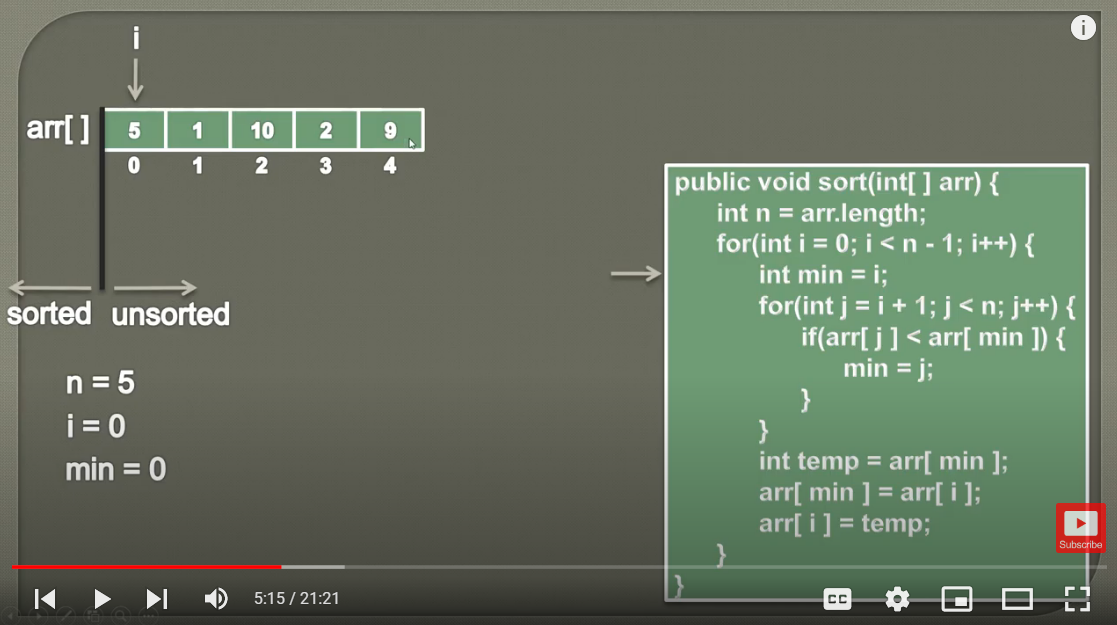 i
arr[ ] 5 1 10 2 9
0 1 2 3 4
sorted unsorted
n = 5
i = 0
min = 0
public void sort(int[ ] arr) {
int n = arr.length;
for(int i = 0; i < n - 1; i++) {
int min = i;
for(int j = i + 1; j < n; j++) {
if(arr[ j ] < arr[ min ]) {
min = j;
}
}
int temp = arr[ min ];
arr[ min ] = arr[ i ];
arr[ i ] = temp;
}
}
Subscribe
5:15 / 21:21
CC